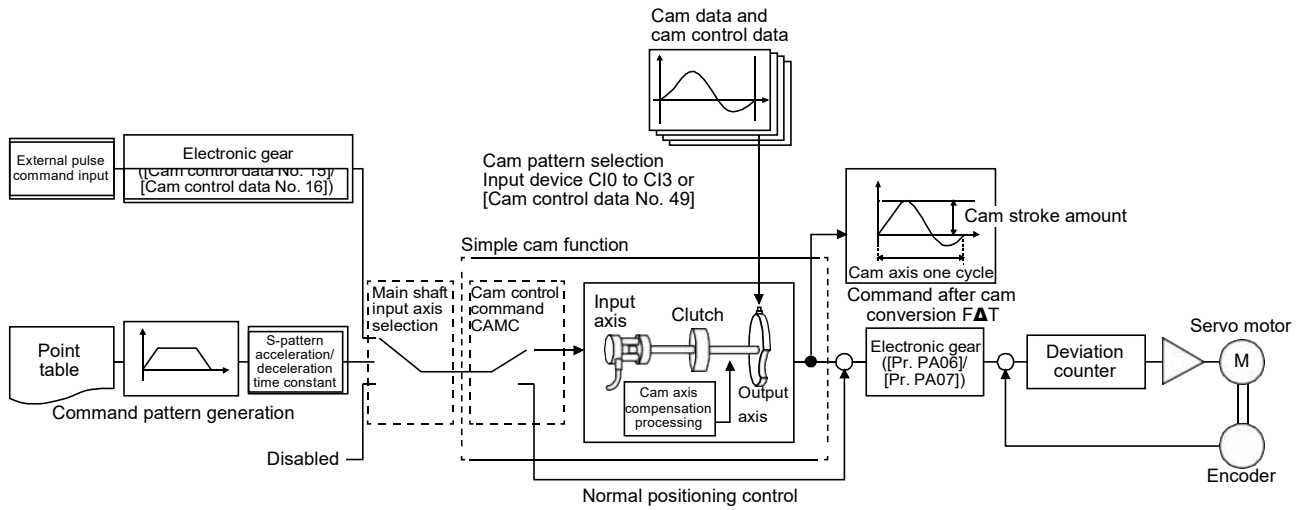 Cam data and
cam control data
External pulse
command input
Electronic gear
([Cam control data No. 15]/
[Cam control data No. 16])
Cam pattern selection
Input device CI0 to CI3 or
[Cam control data No. 49]
Cam stroke amount
Cam axis one cycle
Command after cam
conversion FΔT
Simple cam function
Main shaft
input axis
selection
Cam control
command
CAMC
Input
axis
Clutch
Cam axis
compensation
processing
Output
axis
Point
table
S-pattern
acceleration/
deceleration
time constant
Command pattern generation
Disabled
Normal positioning control
Electronic gear
([Pr. PA06]/
[Pr. PA07])
Deviation
counter
Servo motor
M
Encoder